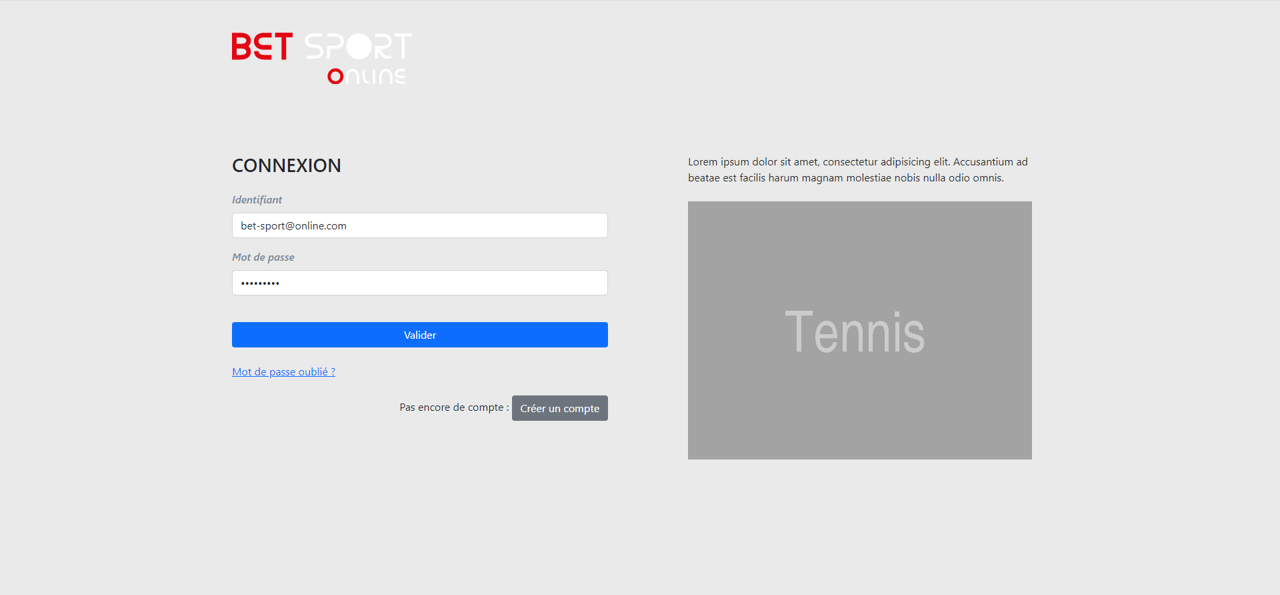 BET SPORT
ONLINE
CONNEXION
Identifiant
bet-sport@online.com
Mot de passe
•••••••••
Valider
Mot de passe oublié ?
Pas encore de compte : Créer un compte
Lorem ipsum dolor sit amet, consectetur adipisicing elit. Accusantium ad
beatae est facilis harum magnam molestiae nobis nulla odio omnis.
Tennis